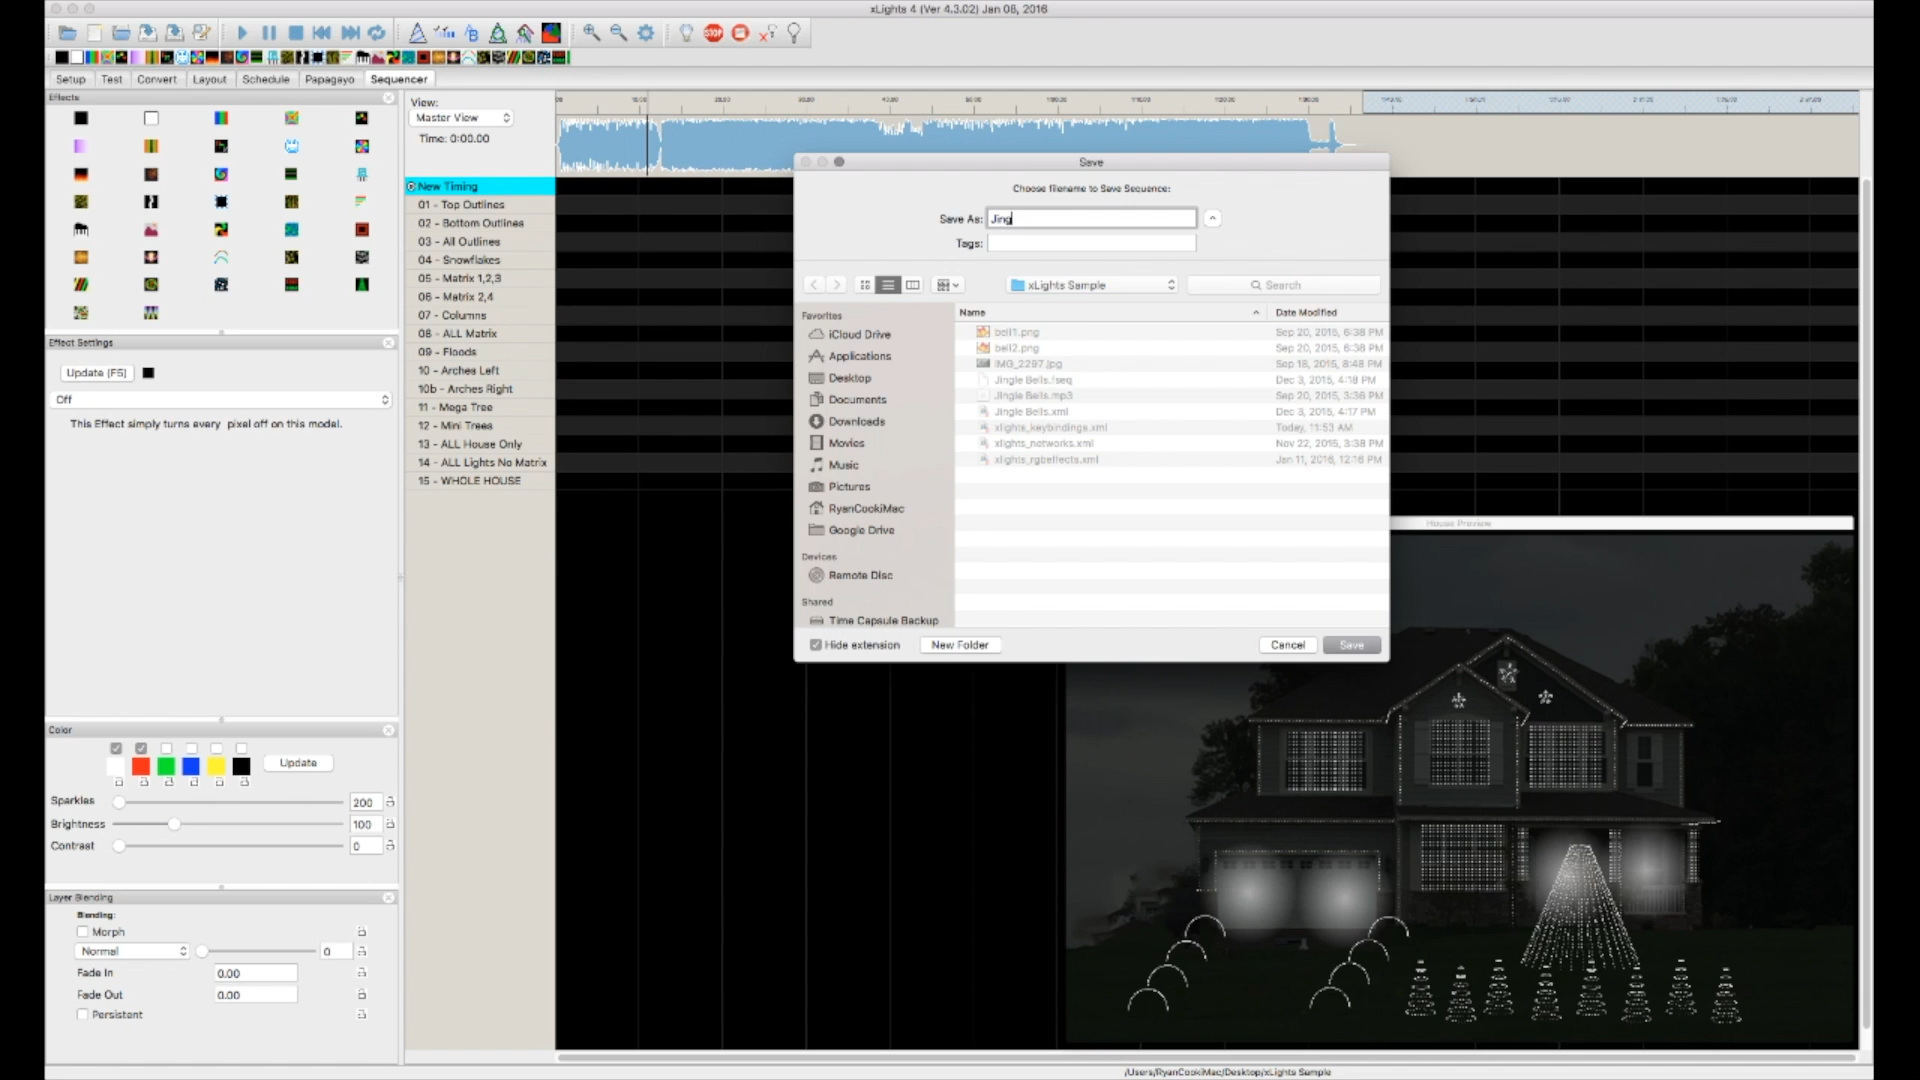 xLights 4 (Ver 4.3.02) Jan 08, 2016
STOP
Setup Test Convert Layout Schedule Papagayo Sequencer
Effects
View:
Master View
Time: 0:00.00
New Timing
01 - Top Outlines
02 - Bottom Outlines
03 - All Outlines
04 - Snowflakes
05 - Matrix 1,2,3
06 - Matrix 2,4
07 - Columns
08 - ALL Matrix
09 - Floods
10 - Arches Left
10b - Arches Right
11 - Mega Tree
12 - Mini Trees
13 - ALL House Only
14 - ALL Lights No Matrix
15 - WHOLE HOUSE
Effect Settings
Update (F5)
Off
This Effect simply turns every pixel off on this model.
Color
Update
Sparkles 200
Brightness 100
Contrast 0
Layer Blending
Blending:
Morph
Normal 0
Fade In 0.00
Fade Out 0.00
Persistent
Save
Choose filename to Save Sequence:
Save As: Jing
Tags:
xLights Sample
Search
Favorites
iCloud Drive
Applications
Desktop
Documents
Downloads
Movies
Music
Pictures
RyanCookiMac
Google Drive
Devices
Remote Disc
Shared
Time Capsule Backup
Name Date Modified
bell1.png Sep 20, 2015, 6:38 PM
bell2.png Sep 20, 2015, 6:38 PM
IMG_2297.jpg Sep 18, 2015, 8:48 PM
Jingle Bells.fseq Dec 3, 2015, 4:18 PM
Jingle Bells.mp3 Sep 20, 2015, 3:36 PM
Jingle Bells.xml Dec 3, 2015, 4:17 PM
xlights_keybindings.xml Today, 11:53 AM
xlights_networks.xml Nov 22, 2015, 3:38 PM
xlights_rgbeffects.xml Jan 11, 2016, 12:16 PM
Hide extension New Folder Cancel Save
House Preview
/Users/RyanCookiMac/Desktop/xLights Sample